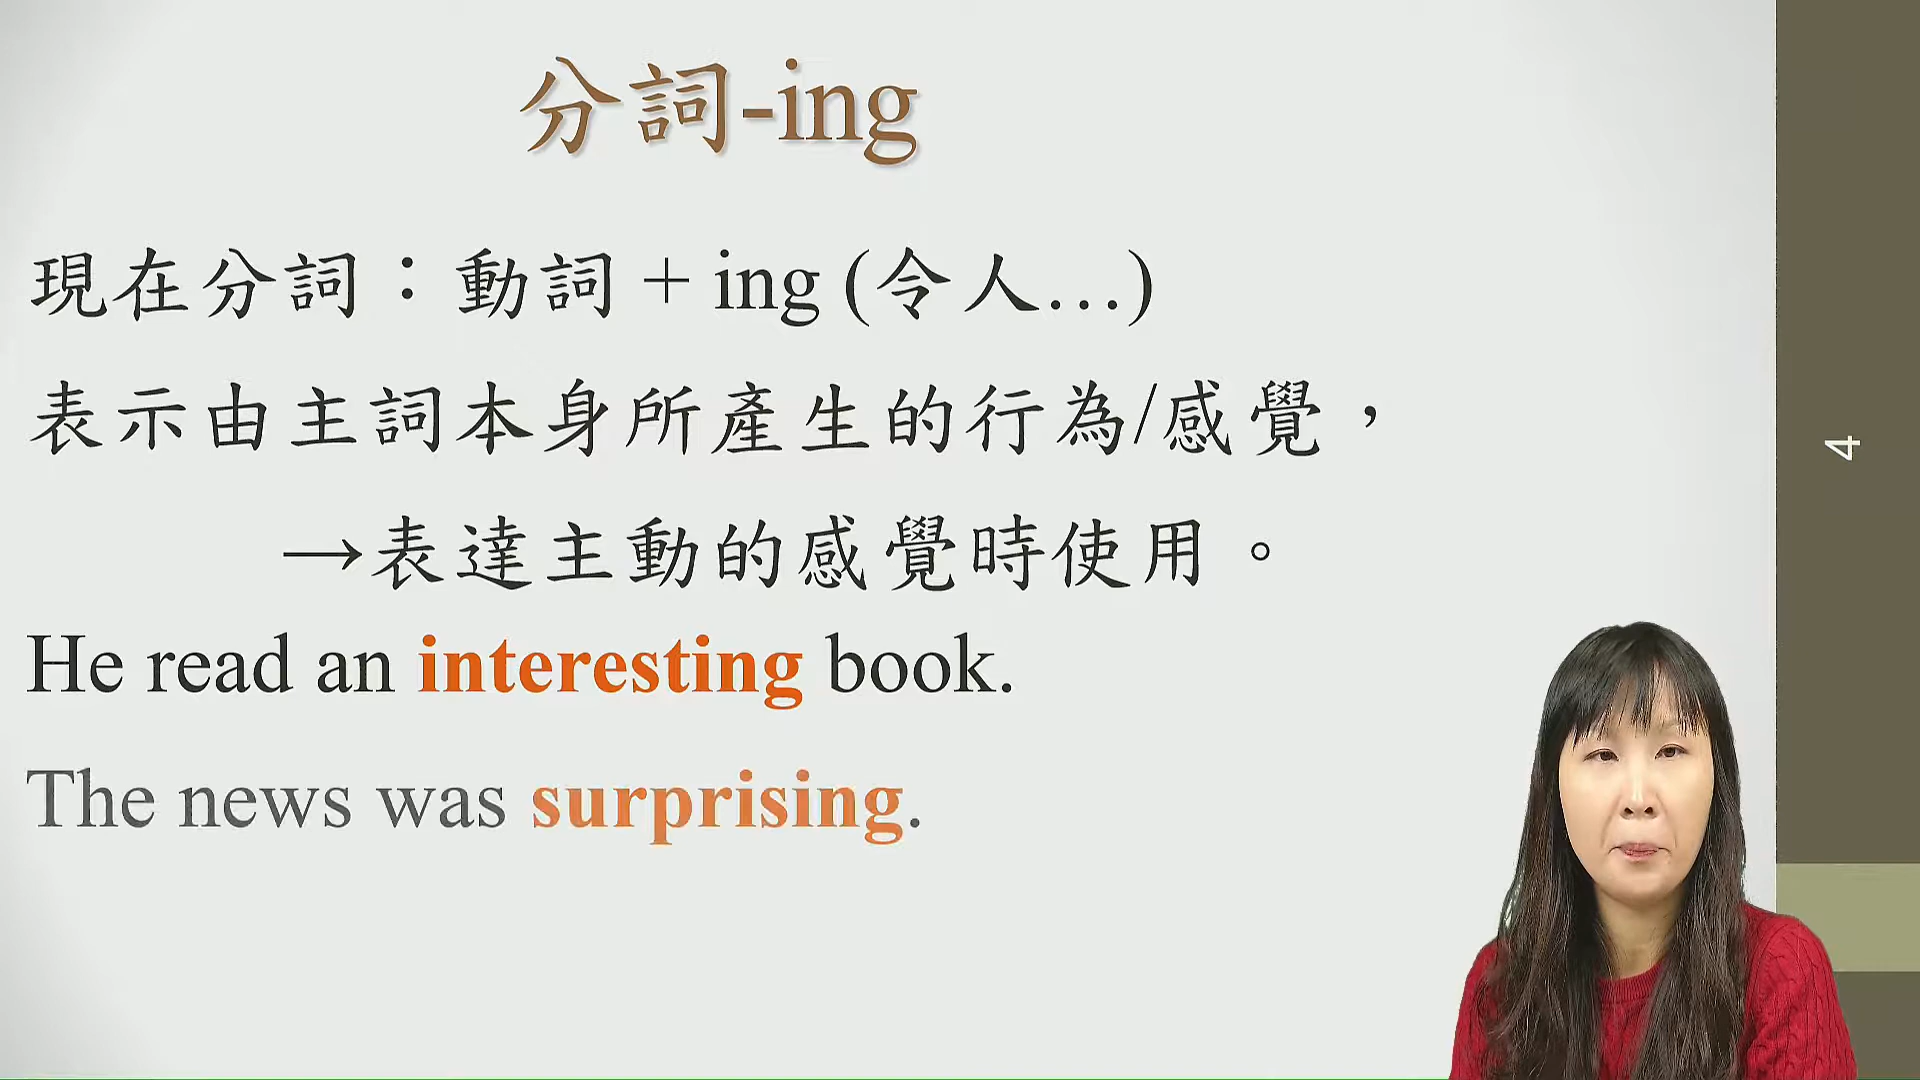 分詞-ing
現在分詞：動詞 + ing (令人…)
表示由主詞本身所產生的行為/感覺，
→表達主動的感覺時使用。
He read an interesting book.
The news was surprising.
4